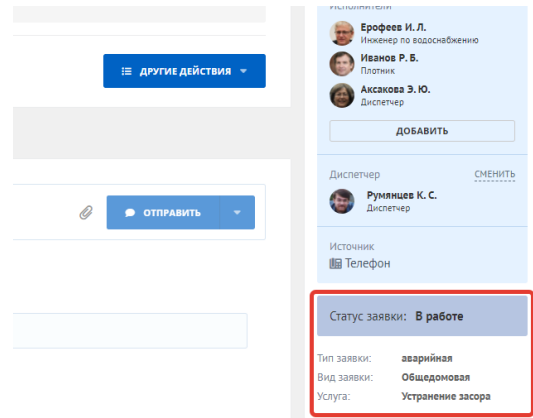 Исполнители
Ерофеев И. Л.
Инженер по водоснабжению
Иванов Р. Б.
Плотник
Аксакова Э. Ю.
Диспетчер
ДОБАВИТЬ
ДРУГИЕ ДЕЙСТВИЯ
Диспетчер СМЕНИТЬ
Румянцев К. С.
Диспетчер
ОТПРАВИТЬ
Источник
Телефон
Статус заявки: В работе
Тип заявки: аварийная
Вид заявки: Общедомовая
Услуга: Устранение засора